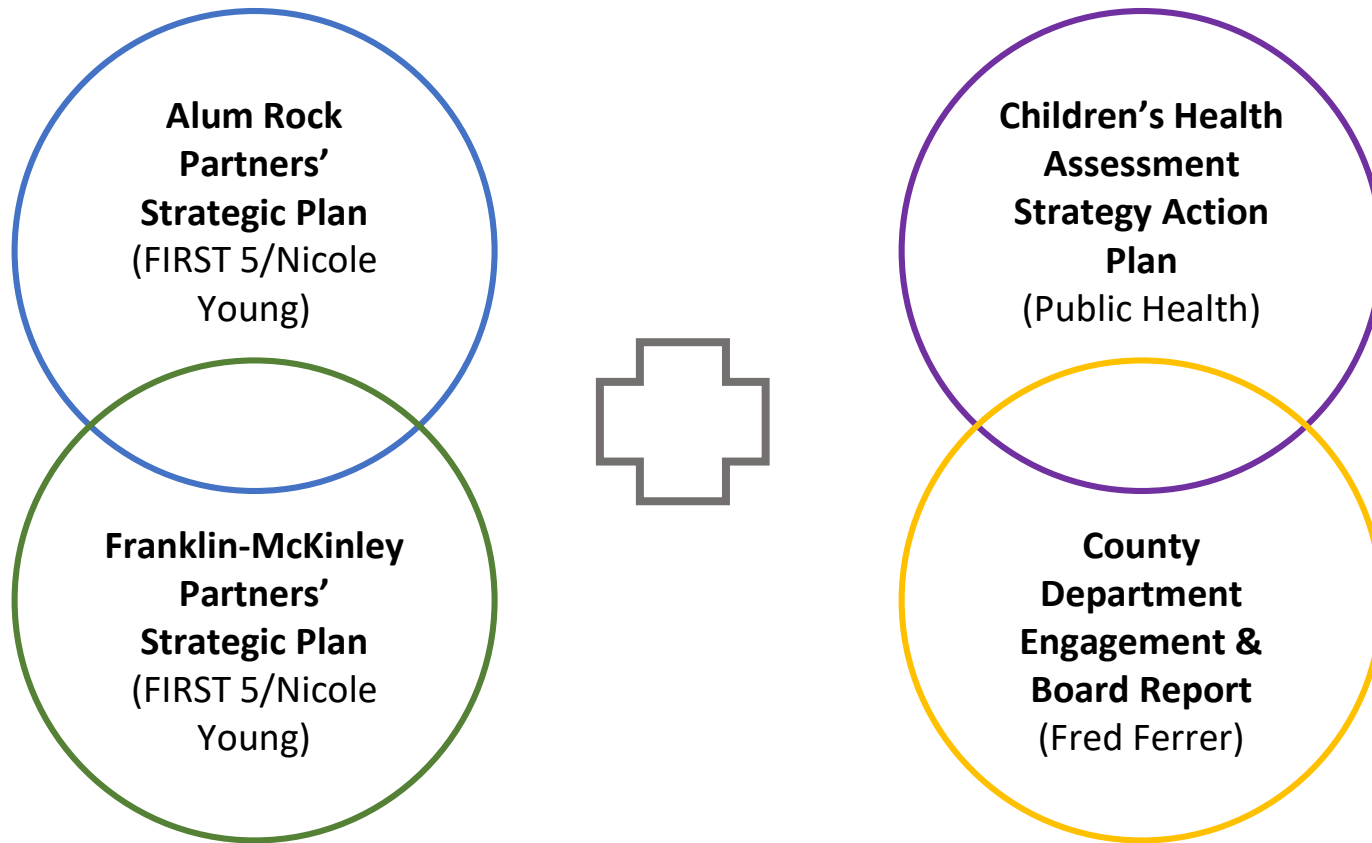 Alum Rock
Partners’
Strategic Plan
(FIRST 5/Nicole
Young)
Franklin-McKinley
Partners’
Strategic Plan
(FIRST 5/Nicole
Young)
Children’s Health
Assessment
Strategy Action
Plan
(Public Health)
County
Department
Engagement &
Board Report
(Fred Ferrer)